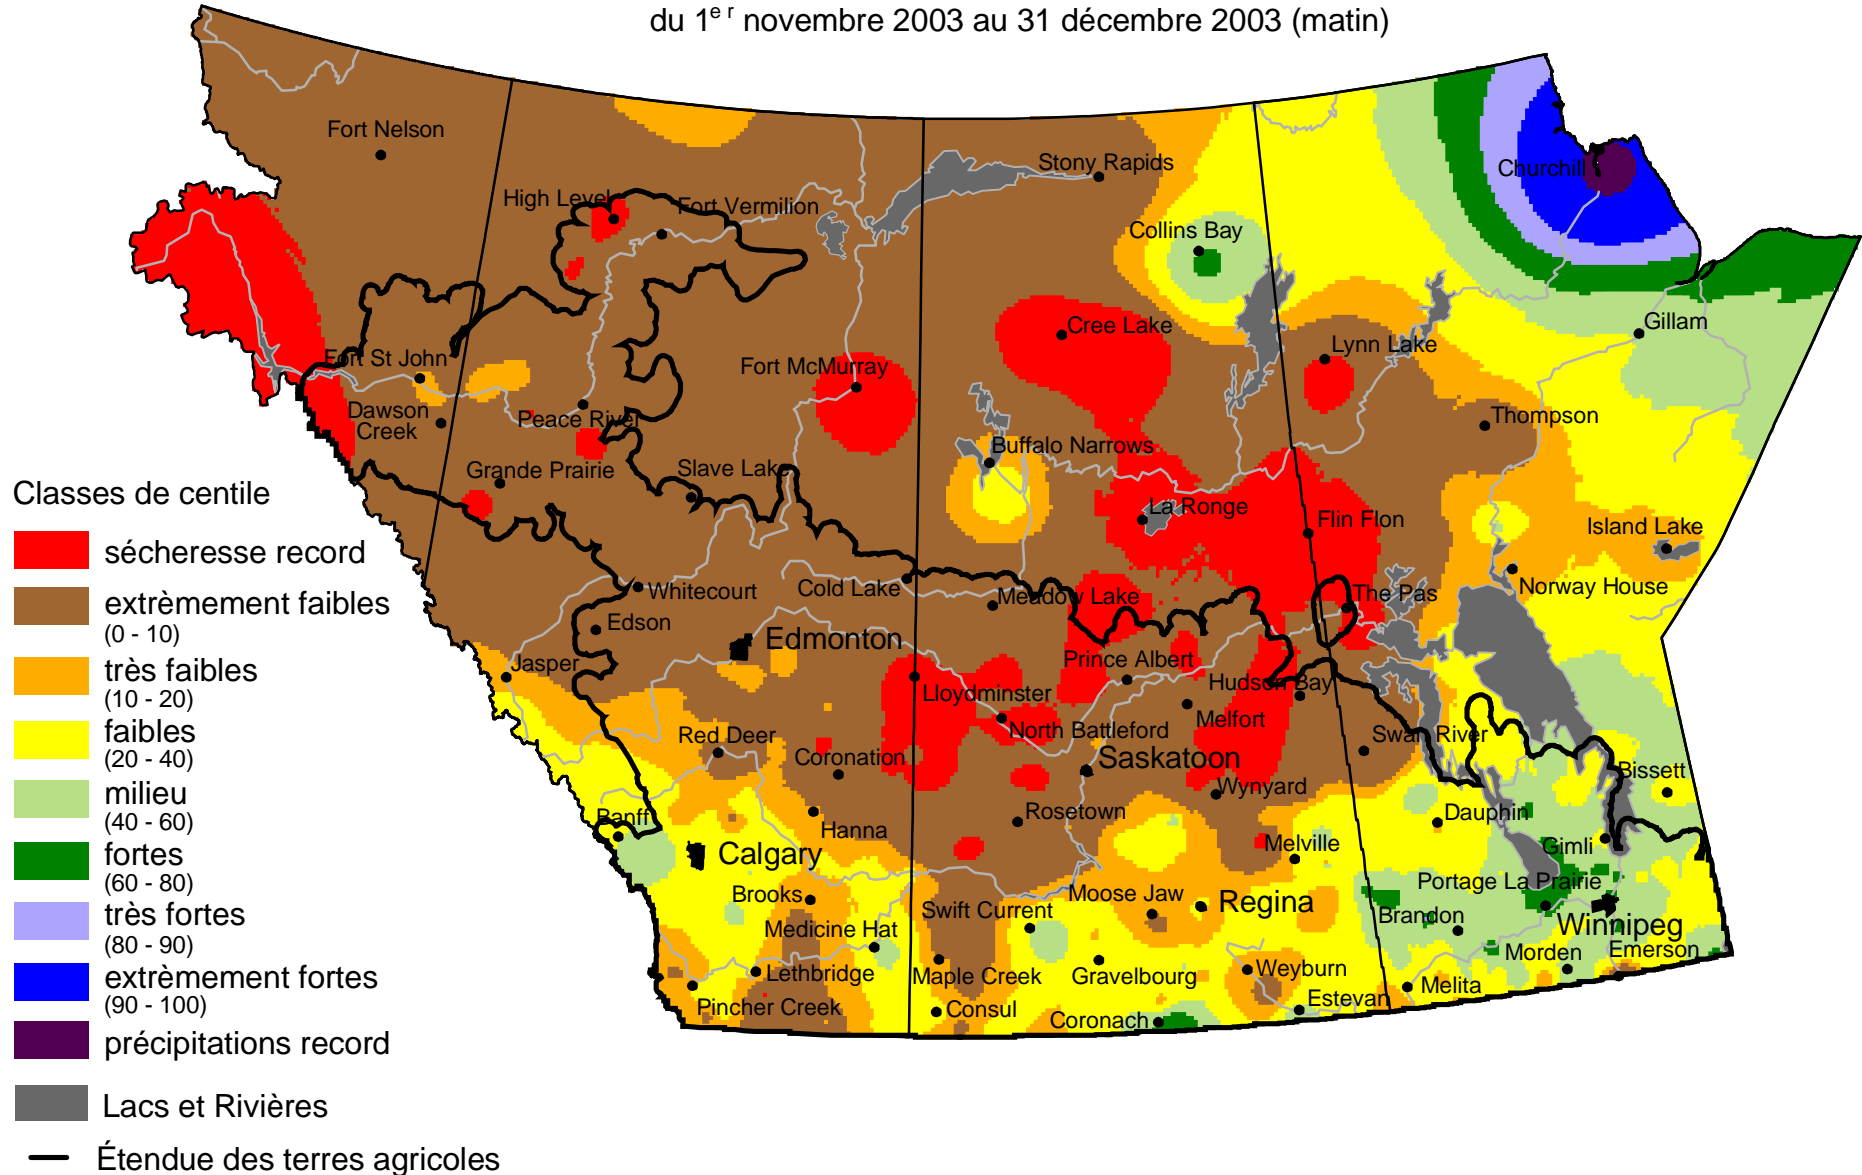 du 1er novembre 2003 au 31 décembre 2003 (matin)
Fort Nelson
Stony Rapids
Churchill
High Level
Fort Vermilion
Collins Bay
Cree Lake
Gillam
Lynn Lake
Fort St John
Fort McMurray
Dawson
Creek
Peace River
Thompson
Buffalo Narrows
Grande Prairie
Slave Lake
La Ronge
Flin Flon
Island Lake
Whitecourt
Cold Lake
Meadow Lake
The Pas
Norway House
Edson
Edmonton
Jasper
Prince Albert
Lloydminster
Hudson Bay
North Battleford
Melfort
Red Deer
Coronation
Saskatoon
Swan River
Bissett
Wynyard
Banff
Hanna
Rosetown
Dauphin
Calgary
Melville
Gimli
Brooks
Moose Jaw
Regina
Portage La Prairie
Swift Current
Brandon
Winnipeg
Medicine Hat
Lethbridge
Maple Creek
Gravelbourg
Weyburn
Morden
Emerson
Pincher Creek
Consul
Coronach
Estevan
Melita
Classes de centile
sécheresse record
extrèmement faibles
(0 - 10)
très faibles
(10 - 20)
faibles
(20 - 40)
milieu
(40 - 60)
fortes
(60 - 80)
très fortes
(80 - 90)
extrèmement fortes
(90 - 100)
précipitations record
Lacs et Rivières
Étendue des terres agricoles